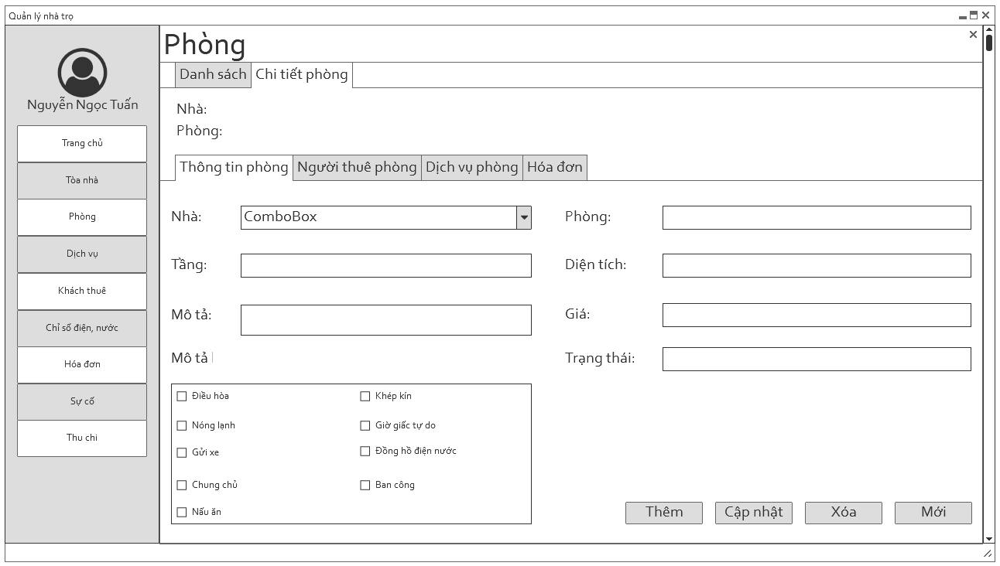 Quản lý nhà trọ
Nguyễn Ngọc Tuấn
Trang chủ
Tòa nhà
Phòng
Dịch vụ
Khách thuê
Chỉ số điện, nước
Hóa đơn
Sự cố
Thu chi
Phòng
Danh sách Chi tiết phòng
Nhà:
Phòng:
Thông tin phòng Người thuê phòng Dịch vụ phòng Hóa đơn
Nhà: ComboBox Phòng:
Tầng: Diện tích:
Mô tả: Giá:
Mô tả Trạng thái:
Điều hòa Khép kín
Nóng lạnh Giờ giấc tự do
Gửi xe Đồng hồ điện nước
Chung chủ Ban công
Nấu ăn
Thêm Cập nhật Xóa Mới